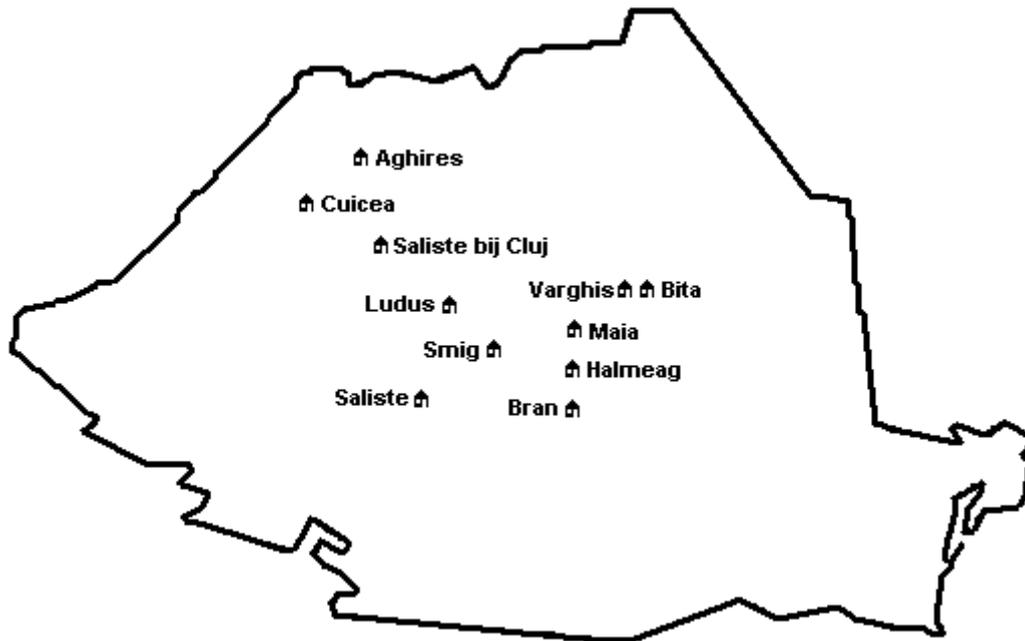 Aghires
Cuicea
Saliste bij Cluj
Varghis
Bita
Ludus
Maia
Smig
Halmeag
Saliste
Bran